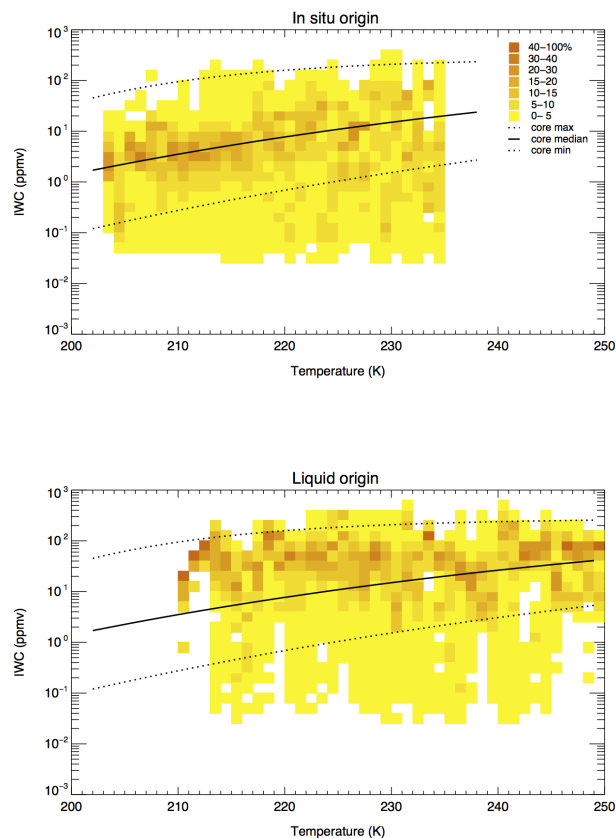 In situ origin
10³
10²
10¹
10⁰
10⁻¹
10⁻²
10⁻³
IWC (ppmv)
40–100%
30–40
20–30
15–20
10–15
5–10
0– 5
core max
core median
core min
200 210 220 230 240 250
Temperature (K)
Liquid origin
10³
10²
10¹
10⁰
10⁻¹
10⁻²
10⁻³
IWC (ppmv)
200 210 220 230 240 250
Temperature (K)